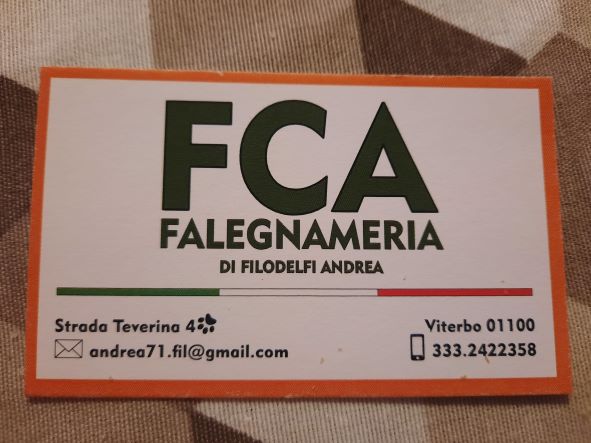 FCA
FALEGNAMERIA
DI FILODELFI ANDREA
Strada Teverina 4
Viterbo 01100
andrea71.fil@gmail.com
333.2422358